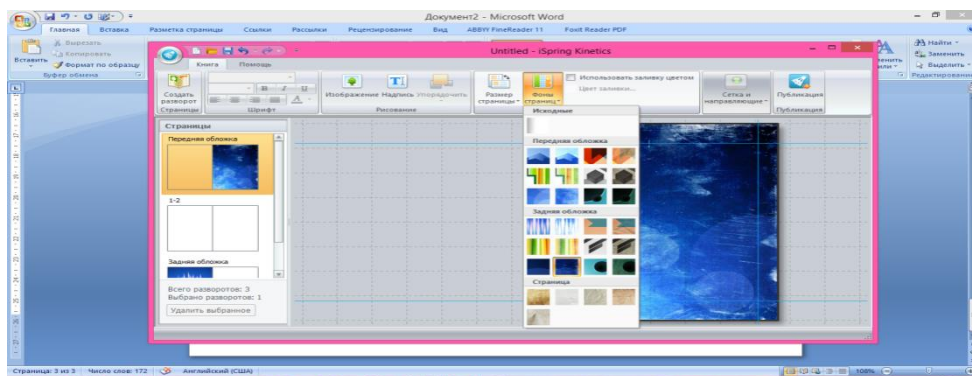 Документ2 - Microsoft Word
Главная Вставка Разметка страницы Ссылки Рассылки Рецензирование Вид ABBYY FineReader 11 Foxit Reader PDF
Вставить
Вырезать
Копировать
Формат по образцу
Буфер обмена
Найти
Заменить
Выделить
Редактирование
Untitled - iSpring Kinetics
Книга Помощь
Создать разворот
Страницы
Шрифт
Изображение Надпись Упорядочить
Рисование
Размер страницы
Фоны страниц
Использовать заливку цветом
Цвет заливки...
Сетка и направляющие
Публикация
Публикация
Исходные
Передняя обложка
Задняя обложка
Страница
Страницы
Передняя обложка
1-2
Задняя обложка
Всего разворотов: 3
Выбрано разворотов: 1
Удалить выбранное
Страница: 3 из 3 Число слов: 172 Английский (США) 108%